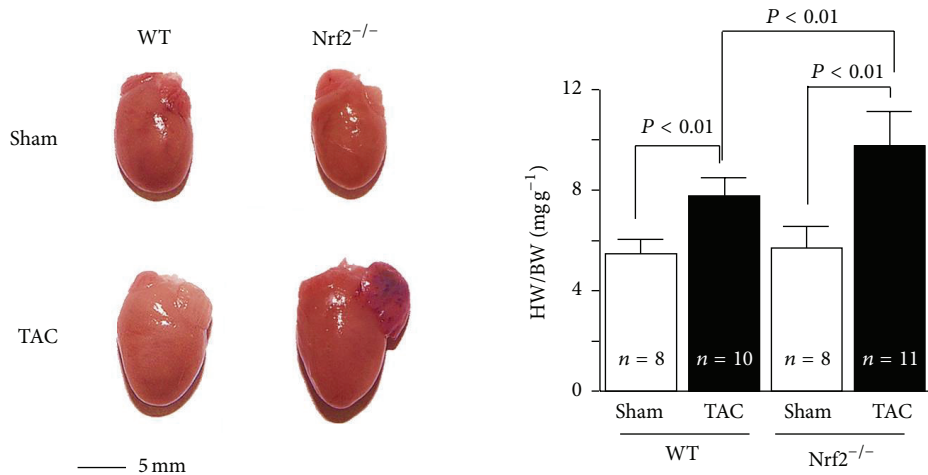 WT Nrf2−/−
Sham
TAC
5 mm
P < 0.01
P < 0.01
P < 0.01
12
8
4
0
HW/BW (mg g−1)
n = 8 n = 10 n = 8 n = 11
Sham TAC Sham TAC
WT Nrf2−/−